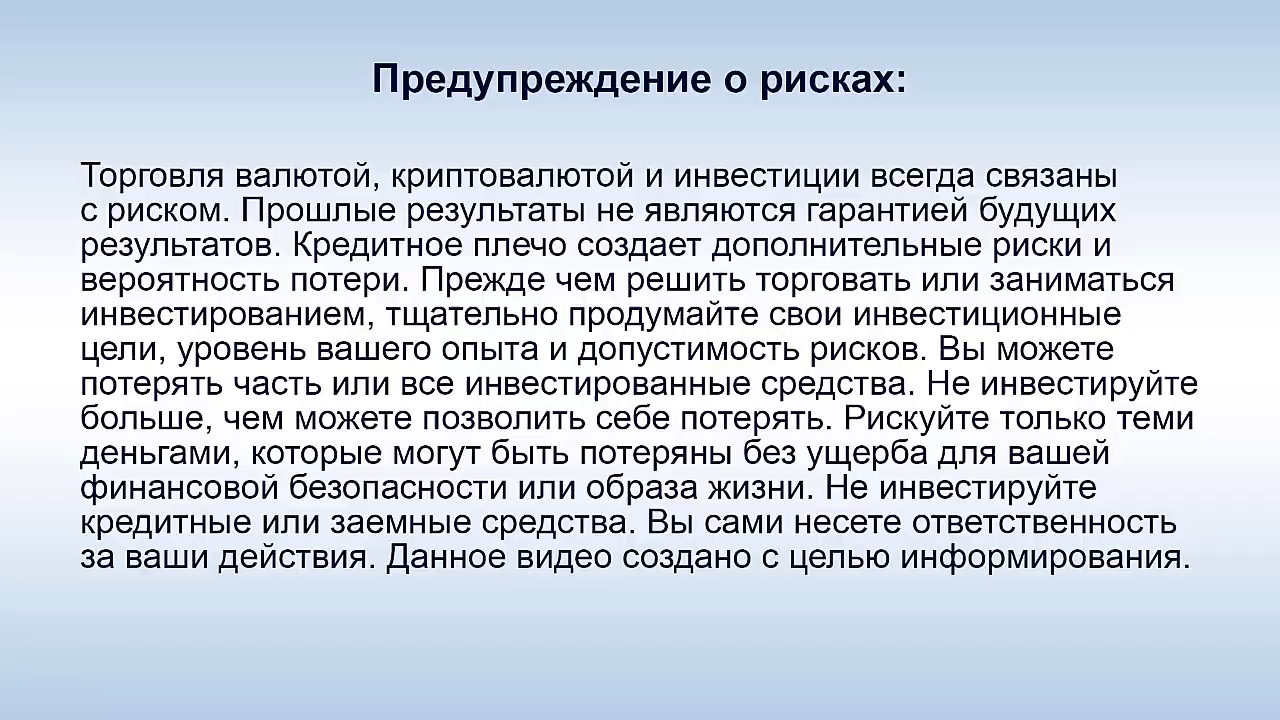 Предупреждение о рисках:
Торговля валютой, криптовалютой и инвестиции всегда связаны
с риском. Прошлые результаты не являются гарантией будущих
результатов. Кредитное плечо создает дополнительные риски и
вероятность потери. Прежде чем решить торговать или заниматься
инвестированием, тщательно продумайте свои инвестиционные
цели, уровень вашего опыта и допустимость рисков. Вы можете
потерять часть или все инвестированные средства. Не инвестируйте
больше, чем можете позволить себе потерять. Рискуйте только теми
деньгами, которые могут быть потеряны без ущерба для вашей
финансовой безопасности или образа жизни. Не инвестируйте
кредитные или заемные средства. Вы сами несете ответственность
за ваши действия. Данное видео создано с целью информирования.